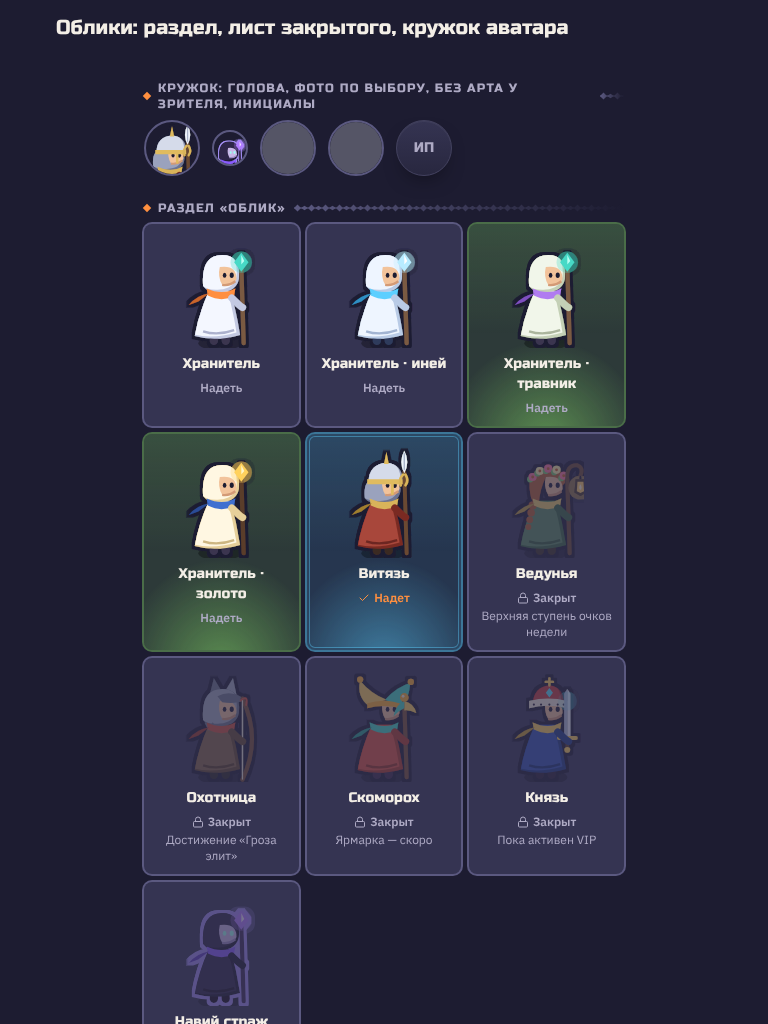 Облики: раздел, лист закрытого, кружок аватара
КРУЖОК: ГОЛОВА, ФОТО ПО ВЫБОРУ, БЕЗ АРТА У
ЗРИТЕЛЯ, ИНИЦИАЛЫ
ИП
РАЗДЕЛ «ОБЛИК»
Хранитель
Надеть
Хранитель · иней
Надеть
Хранитель ·
травник
Надеть
Хранитель ·
золото
Надеть
Витязь
Надет
Ведунья
Закрыт
Верхняя ступень очков
недели
Охотница
Закрыт
Достижение «Гроза
элит»
Скоморох
Закрыт
Ярмарка — скоро
Князь
Закрыт
Пока активен VIP
Навий страж